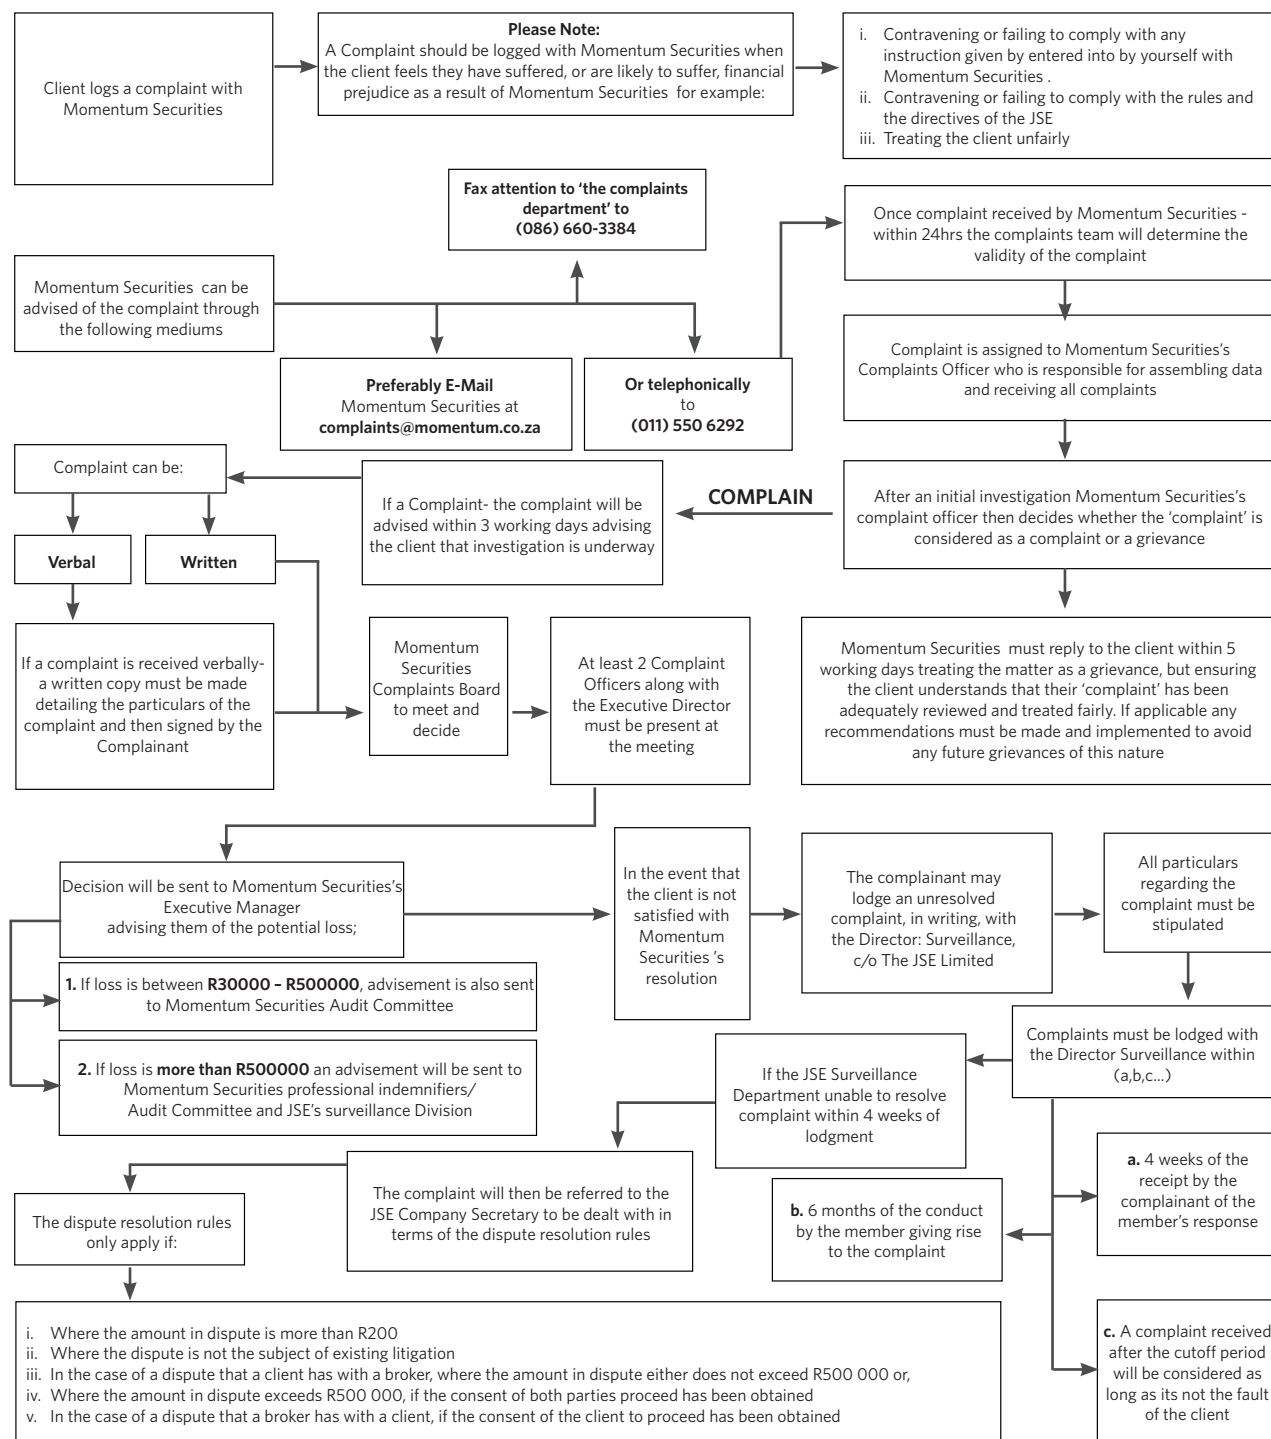 Client logs a complaint with
Momentum Securities
Please Note:
A Complaint should be logged with Momentum Securities when
the client feels they have suffered, or are likely to suffer, financial
prejudice as a result of Momentum Securities for example:
i. Contravening or failing to comply with any
instruction given by entered into by yourself with
Momentum Securities .
ii. Contravening or failing to comply with the rules and
the directives of the JSE
iii. Treating the client unfairly
Momentum Securities can be
advised of the complaint through
the following mediums
Fax attention to ‘the complaints
department’ to
(086) 660-3384
Preferably E-Mail
Momentum Securities at
complaints@momentum.co.za
Or telephonically
to
(011) 550 6292
Once complaint received by Momentum Securities -
within 24hrs the complaints team will determine the
validity of the complaint
Complaint is assigned to Momentum Securities’s
Complaints Officer who is responsible for assembling data
and receiving all complaints
After an initial investigation Momentum Securities’s
complaint officer then decides whether the ‘complaint’ is
considered as a complaint or a grievance
COMPLAIN
If a Complaint- the complaint will be
advised within 3 working days advising
the client that investigation is underway
Complaint can be:
Verbal
Written
If a complaint is received verbally-
a written copy must be made
detailing the particulars of the
complaint and then signed by the
Complainant
Momentum
Securities
Complaints Board
to meet and
decide
At least 2 Complaint
Officers along with
the Executive Director
must be present at
the meeting
Momentum Securities must reply to the client within 5
working days treating the matter as a grievance, but ensuring
the client understands that their ‘complaint’ has been
adequately reviewed and treated fairly. If applicable any
recommendations must be made and implemented to avoid
any future grievances of this nature
Decision will be sent to Momentum Securities’s
Executive Manager
advising them of the potential loss;
1. If loss is between R30000 – R500000, advisement is also sent
to Momentum Securities Audit Committee
2. If loss is more than R500000 an advisement will be sent to
Momentum Securities professional indemnifiers/
Audit Committee and JSE’s surveillance Division
In the event that
the client is not
satisfied with
Momentum
Securities ’s
resolution
The complainant may
lodge an unresolved
complaint, in writing, with
the Director: Surveillance,
c/o The JSE Limited
All particulars
regarding the
complaint must be
stipulated
Complaints must be lodged with
the Director Surveillance within
(a,b,c...)
If the JSE Surveillance
Department unable to resolve
complaint within 4 weeks of
lodgment
a. 4 weeks of the
receipt by the
complainant of the
member’s response
b. 6 months of the conduct
by the member giving rise
to the complaint
c. A complaint received
after the cutoff period
will be considered as
long as its not the fault
of the client
The complaint will then be referred to the
JSE Company Secretary to be dealt with in
terms of the dispute resolution rules
The dispute resolution rules
only apply if:
i. Where the amount in dispute is more than R200
ii. Where the dispute is not the subject of existing litigation
iii. In the case of a dispute that a client has with a broker, where the amount in dispute either does not exceed R500 000 or,
iv. Where the amount in dispute exceeds R500 000, if the consent of both parties proceed has been obtained
v. In the case of a dispute that a broker has with a client, if the consent of the client to proceed has been obtained